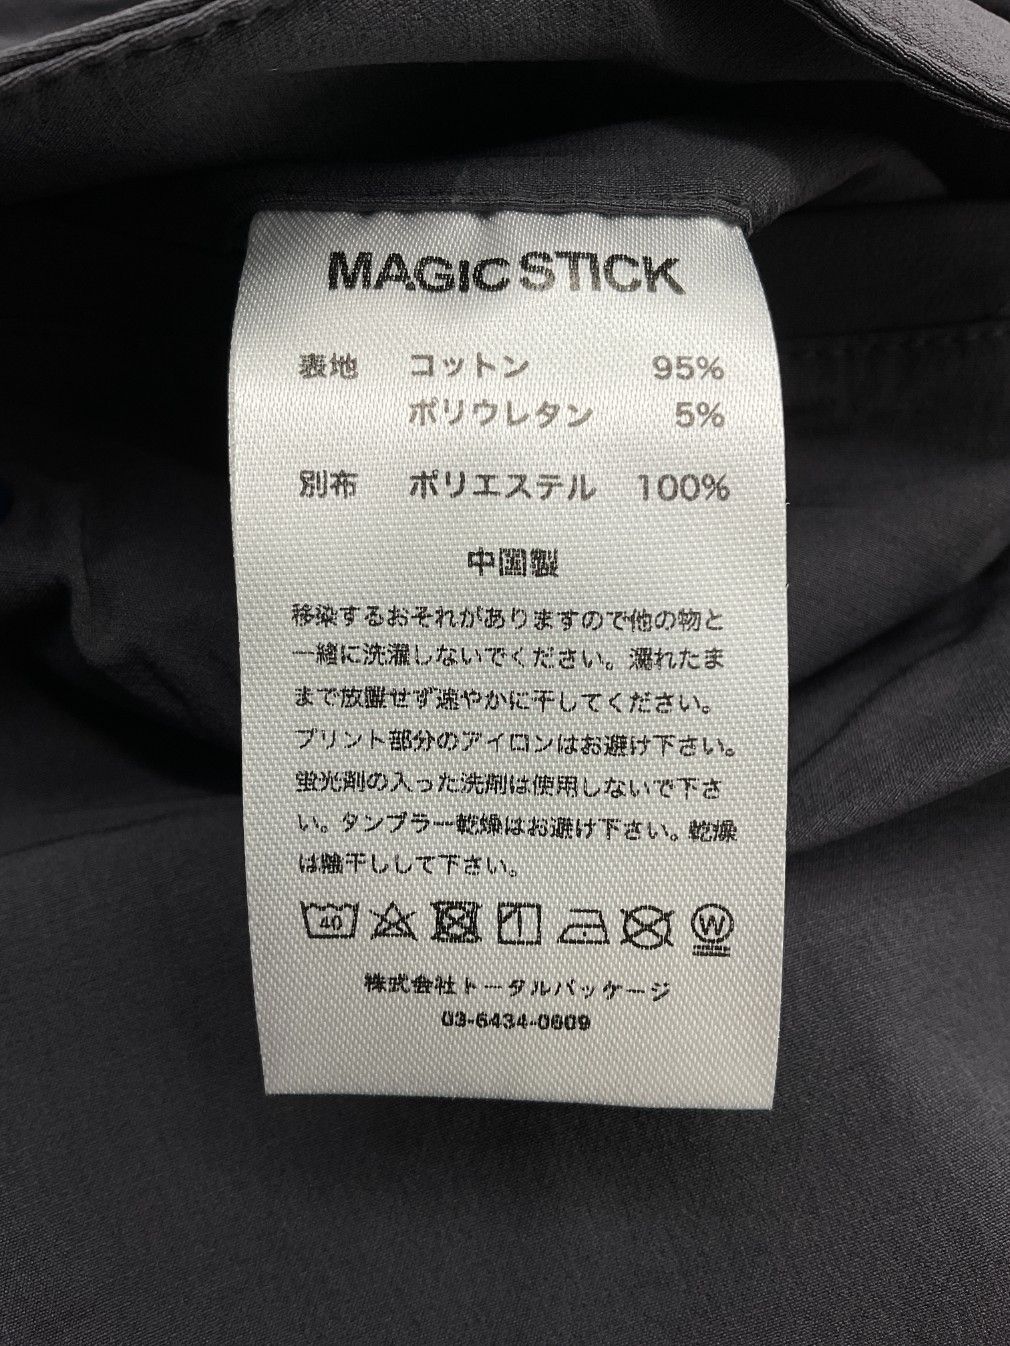 MAGIC STICK
表地 コットン 95%
ポリウレタン 5%
別布 ポリエステル 100%
中国製
移染するおそれがありますので他の物と
一緒に洗濯しないでください。濡れたま
まで放置せず速やかに干してください。
プリント部分のアイロンはお避け下さい。
蛍光剤の入った洗剤は使用しないで下さ
い。タンブラー乾燥はお避け下さい。乾燥
は陰干しして下さい。
40 W
株式会社トータルパッケージ
03-6434-0609